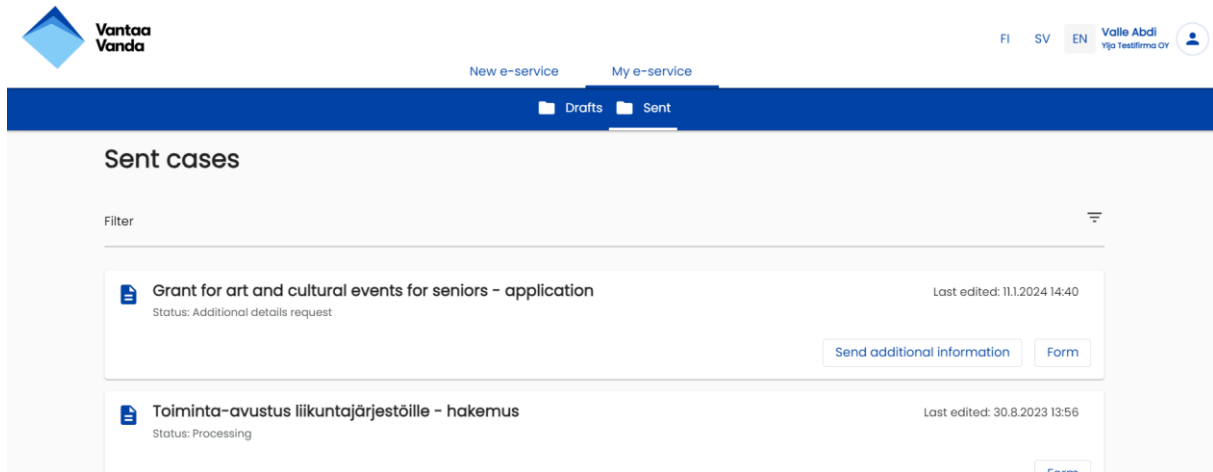 Vantaa
Vanda
FI SV EN Valle Abdi
Ylja Testifirma OY
New e-service My e-service
Drafts Sent
Sent cases
Filter
Grant for art and cultural events for seniors - application Last edited: 11.1.2024 14:40
Status: Additional details request
Send additional information Form
Toiminta-avustus liikuntajärjestöille - hakemus Last edited: 30.8.2023 13:56
Status: Processing
Form